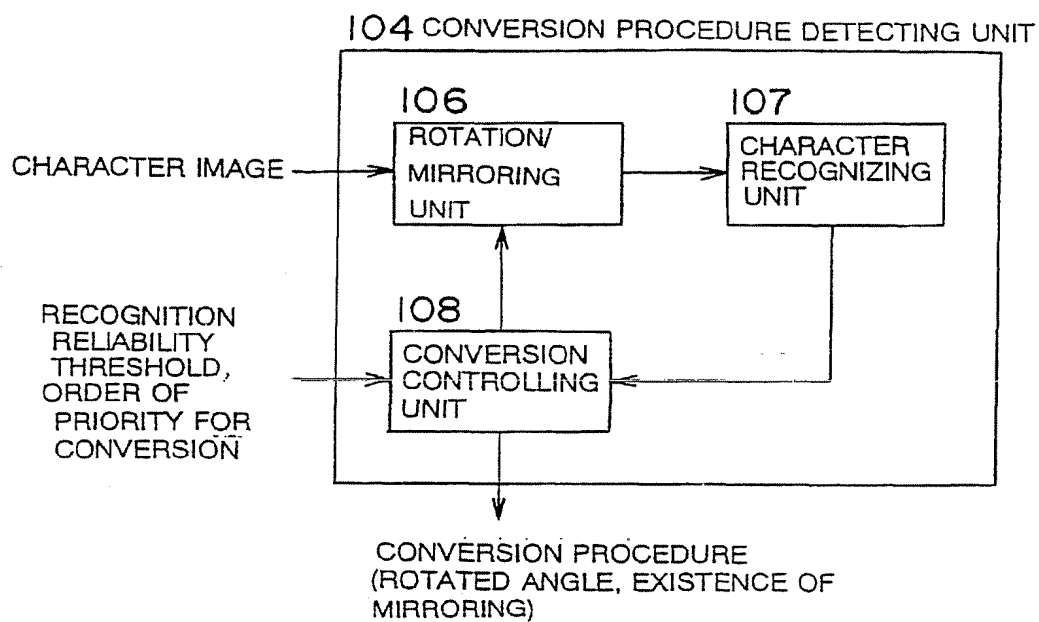 104 CONVERSION PROCEDURE DETECTING UNIT
106
ROTATION/
MIRRORING
UNIT
107
CHARACTER
RECOGNIZING
UNIT
CHARACTER IMAGE
108
CONVERSION
CONTROLLING
UNIT
RECOGNITION
RELIABILITY
THRESHOLD,
ORDER OF
PRIORITY FOR
CONVERSION
CONVERSION PROCEDURE
(ROTATED ANGLE, EXISTENCE OF
MIRRORING)